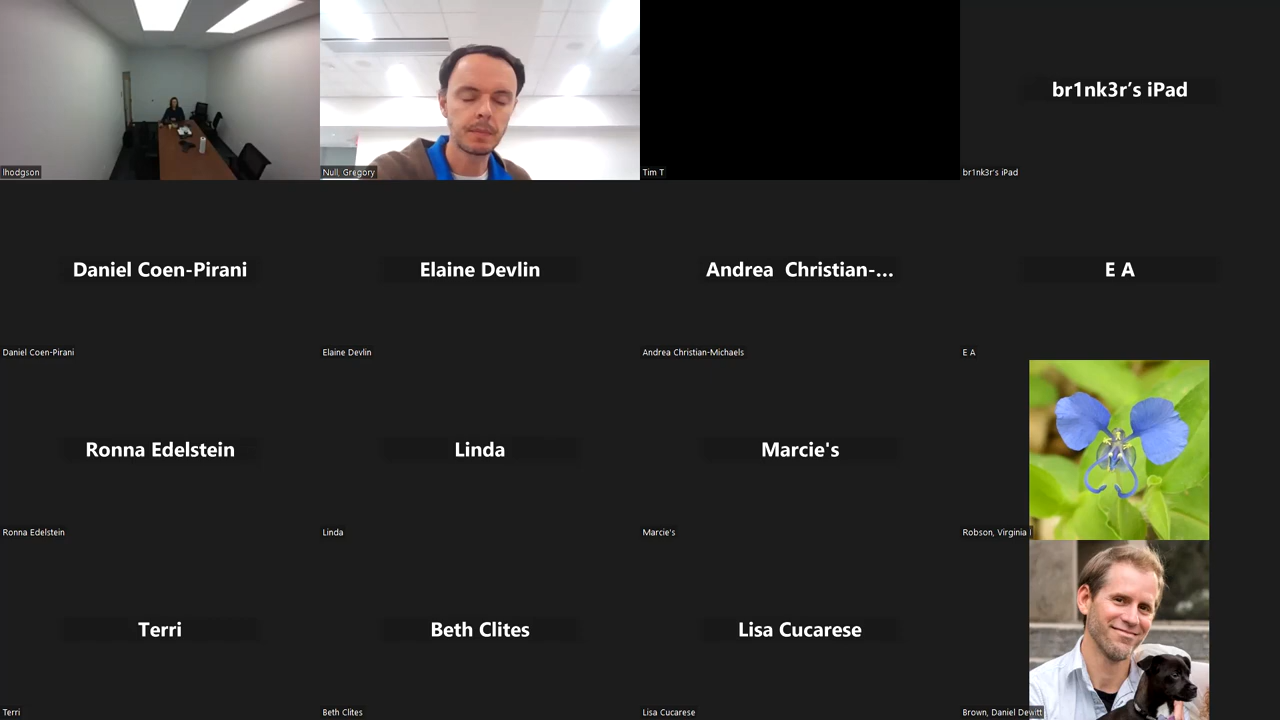 lhodgson
Null, Gregory
Tim T
br1nk3r’s iPad
br1nk3r’s iPad
Daniel Coen-Pirani
Elaine Devlin
Andrea  Christian-...
E A
Daniel Coen-Pirani
Elaine Devlin
Andrea Christian-Michaels
E A
Ronna Edelstein
Linda
Marcie's
Ronna Edelstein
Linda
Marcie's
Robson, Virginia
Terri
Beth Clites
Lisa Cucarese
Terri
Beth Clites
Lisa Cucarese
Brown, Daniel Dewitt